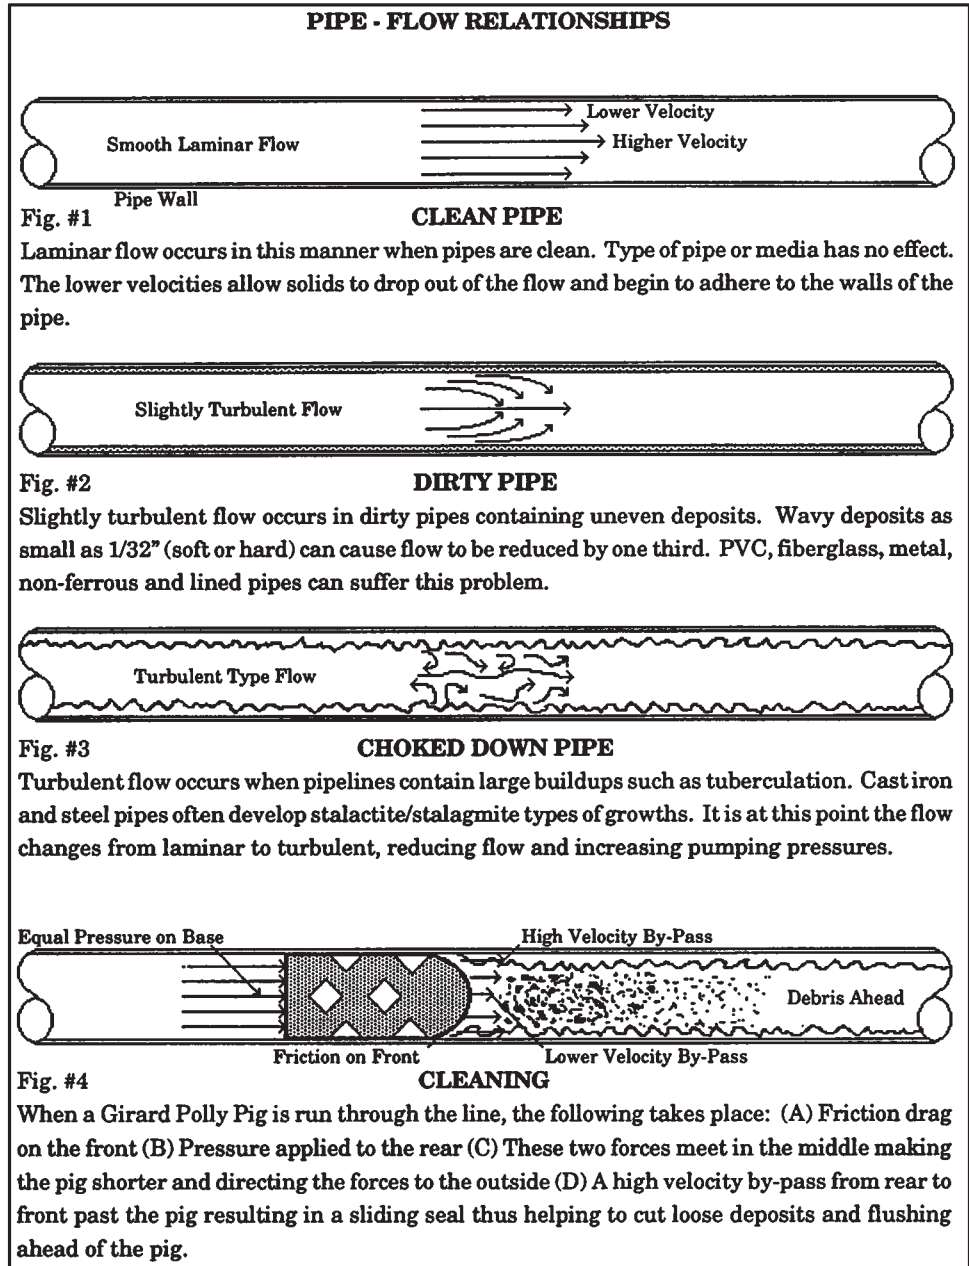 PIPE - FLOW RELATIONSHIPS
Lower Velocity
Smooth Laminar Flow
Higher Velocity
Pipe Wall
Fig. #1
CLEAN PIPE
Laminar flow occurs in this manner when pipes are clean. Type of pipe or media has no effect.
The lower velocities allow solids to drop out of the flow and begin to adhere to the walls of the
pipe.
Slightly Turbulent Flow
Fig. #2
DIRTY PIPE
Slightly turbulent flow occurs in dirty pipes containing uneven deposits. Wavy deposits as
small as 1/32” (soft or hard) can cause flow to be reduced by one third. PVC, fiberglass, metal,
non-ferrous and lined pipes can suffer this problem.
Turbulent Type Flow
Fig. #3
CHOKED DOWN PIPE
Turbulent flow occurs when pipelines contain large buildups such as tuberculation. Cast iron
and steel pipes often develop stalactite/stalagmite types of growths. It is at this point the flow
changes from laminar to turbulent, reducing flow and increasing pumping pressures.
Equal Pressure on Base
High Velocity By-Pass
Debris Ahead
Friction on Front
Lower Velocity By-Pass
Fig. #4
CLEANING
When a Girard Polly Pig is run through the line, the following takes place: (A) Friction drag
on the front (B) Pressure applied to the rear (C) These two forces meet in the middle making
the pig shorter and directing the forces to the outside (D) A high velocity by-pass from rear to
front past the pig resulting in a sliding seal thus helping to cut loose deposits and flushing
ahead of the pig.